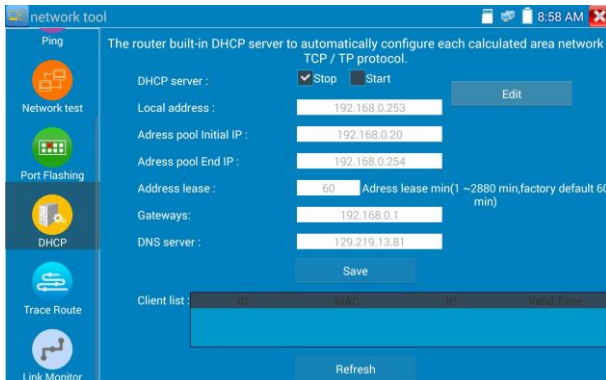 network tool
8:58 AM
Ping
Network test
Port Flashing
DHCP
Trace Route
Link Monitor
The router built-in DHCP server to automatically configure each calculated area network
TCP / TP protocol.
DHCP server :
Stop
Start
Edit
Local address :
192.168.0.253
Adress pool Initial IP :
192.168.0.20
Adress pool End IP :
192.168.0.254
Address lease :
60
Adress lease min(1 ~2880 min,factory default 60
min)
Gateways:
192.168.0.1
DNS server :
129.219.13.81
Save
Client list :
ID
MAC
IP
Valid Time
Refresh